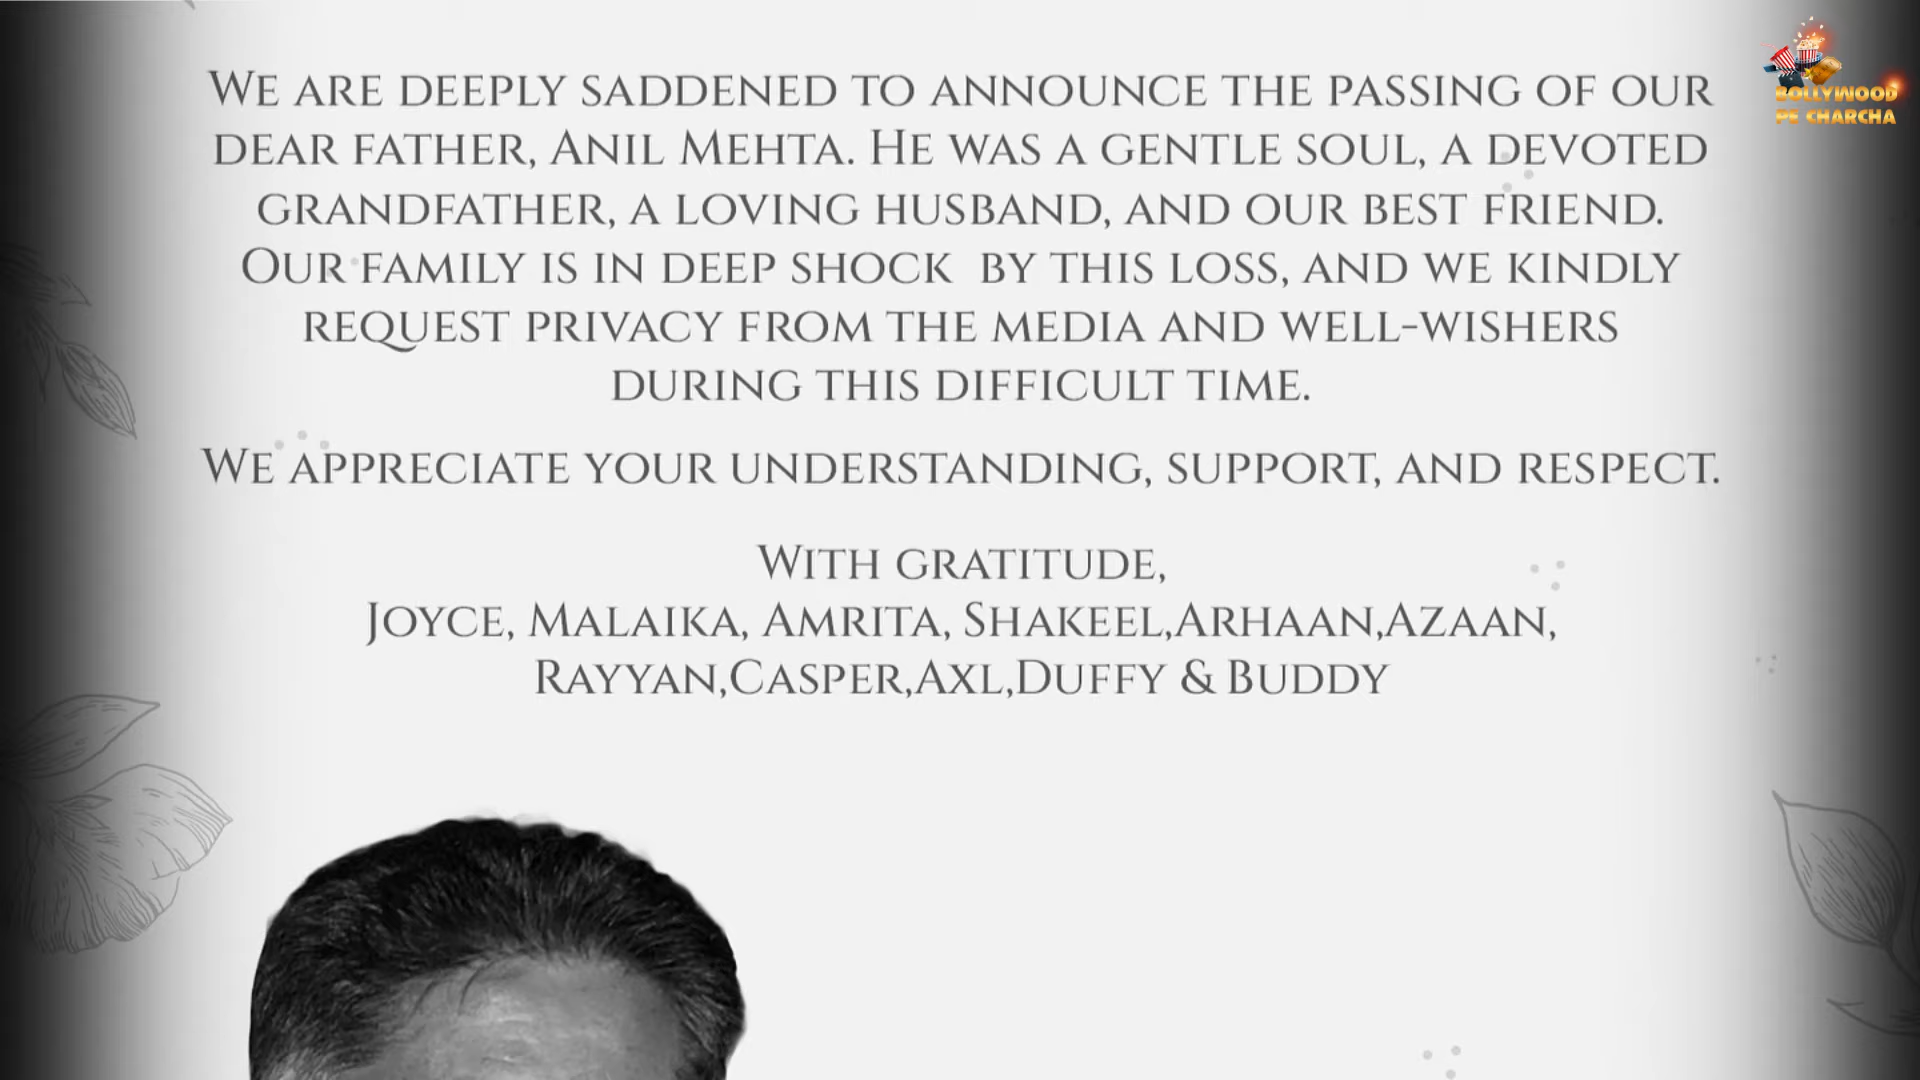 We are deeply saddened to announce the passing of our
dear father, Anil Mehta. He was a gentle soul, a devoted
grandfather, a loving husband, and our best friend.
Our family is in deep shock  by this loss, and we kindly
request privacy from the media and well-wishers
during this difficult time.
We appreciate your understanding, support, and respect.
With gratitude,
Joyce, Malaika, Amrita, Shakeel,Arhaan,Azaan,
Rayyan,Casper,Axl,Duffy & Buddy
BOLLYWOOD
PE CHARCHA